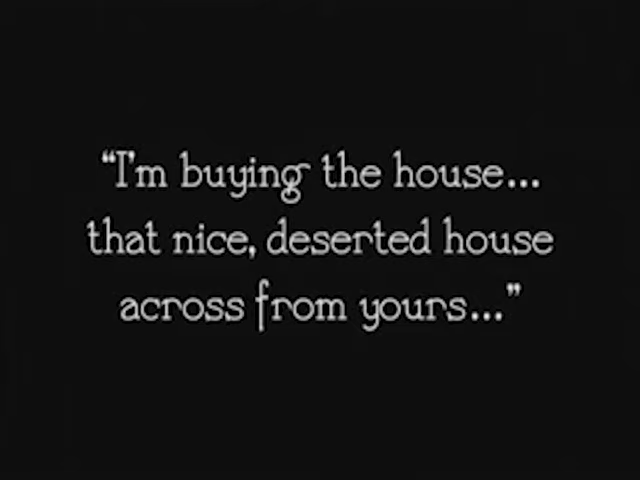 “I'm buying the house...
that nice, deserted house
across from yours...”